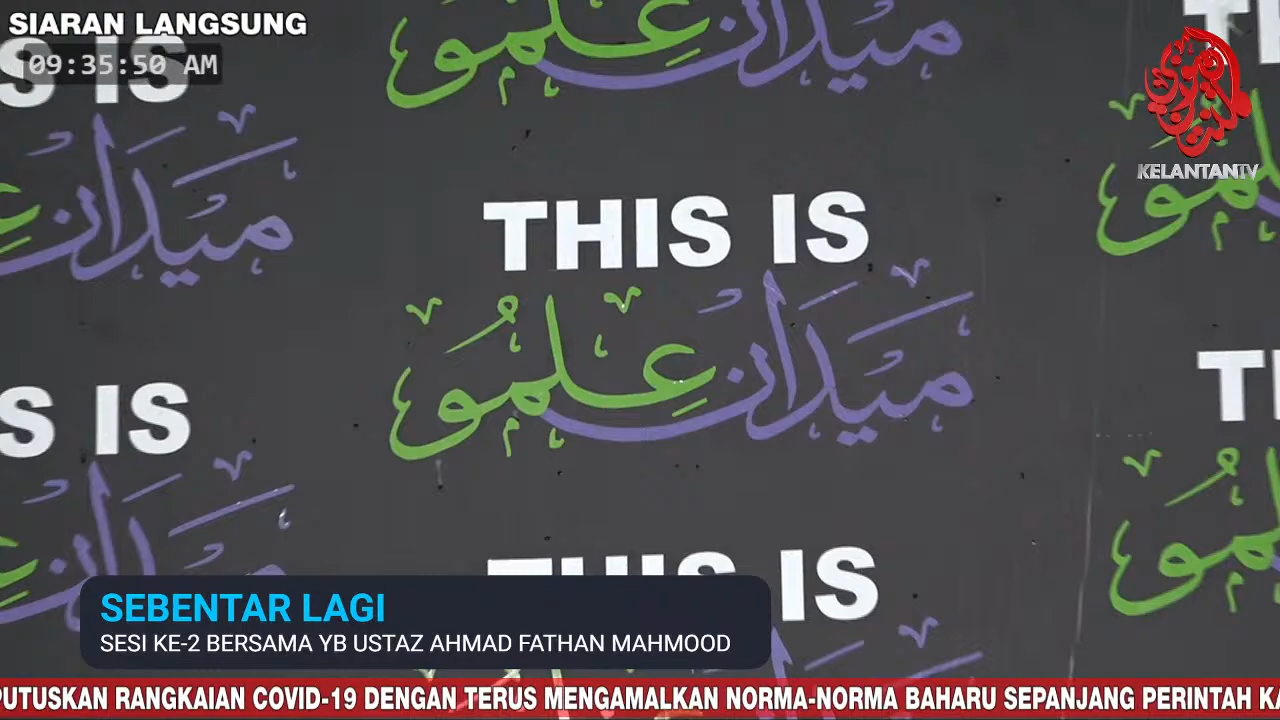 SIARAN LANGSUNG
09:35:50 AM
KELANTANTV
THIS IS
ميدان علمو
THIS IS
S IS
ميدان
S IS
SEBENTAR LAGI
SESI KE-2 BERSAMA YB USTAZ AHMAD FATHAN MAHMOOD
PUTUSKAN RANGKAIAN COVID-19 DENGAN TERUS MENGAMALKAN NORMA-NORMA BAHARU SEPANJANG PERINTAH KA